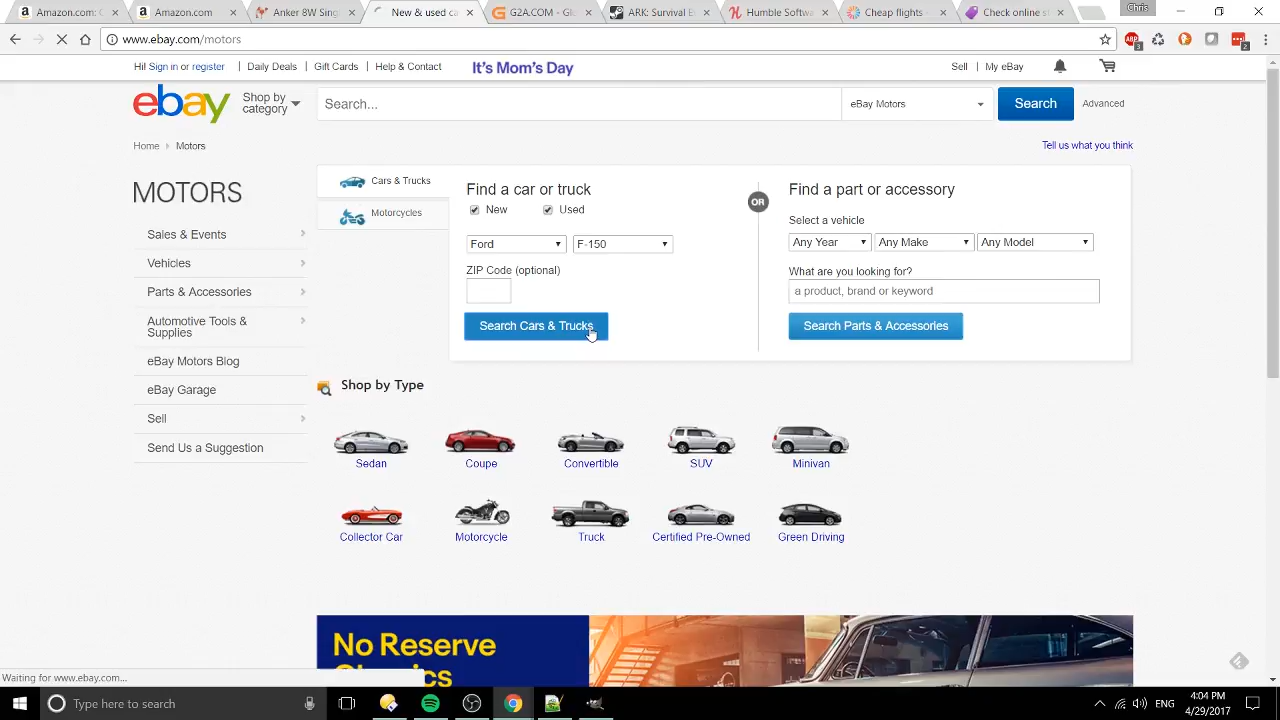 Amazon.com: C
Amazon.com
Anker 8W Sing
New & used ca
G2A.COM - Glo
ARK: Survival E
Humble Softwa
Cheap flights -
Check online st
Chris
www.ebay.com/motors
3
2
Hi! Sign in or register
Daily Deals
Gift Cards
Help & Contact
It's Mom's Day
Sell
My eBay
ebay
Shop by
category
Search...
eBay Motors
Search
Advanced
Home
Motors
Tell us what you think
MOTORS
Sales & Events
Vehicles
Parts & Accessories
Automotive Tools &
Supplies
eBay Motors Blog
eBay Garage
Sell
Send Us a Suggestion
Cars & Trucks
Motorcycles
Find a car or truck
New
Used
Ford
F-150
ZIP Code (optional)
Search Cars & Trucks
OR
Find a part or accessory
Select a vehicle
Any Year
Any Make
Any Model
What are you looking for?
a product, brand or keyword
Search Parts & Accessories
Shop by Type
Sedan
Coupe
Convertible
SUV
Minivan
Collector Car
Motorcycle
Truck
Certified Pre-Owned
Green Driving
No Reserve
Classics
Waiting for www.ebay.com...
Type here to search
ENG
4:04 PM
4/29/2017